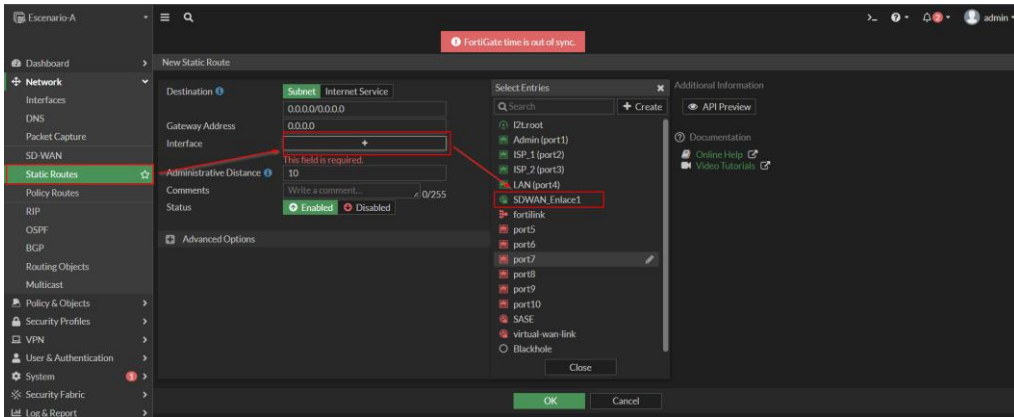 Escenario-A
admin
FortiGate time is out of sync.
Dashboard
Network
Interfaces
DNS
Packet Capture
SD-WAN
Static Routes
Policy Routes
RIP
OSPF
BGP
Routing Objects
Multicast
Policy & Objects
Security Profiles
VPN
User & Authentication
System 1
Security Fabric
Log & Report
New Static Route
Destination Subnet Internet Service
0.0.0.0/0.0.0.0
Gateway Address 0.0.0.0
Interface +
This field is required.
Administrative Distance 10
Comments Write a comment... 0/255
Status Enabled Disabled
Advanced Options
Select Entries
Search + Create
l2t.root
Admin (port1)
ISP_1 (port2)
ISP_2 (port3)
LAN (port4)
SDWAN_Enlace1
fortilink
port5
port6
port7
port8
port9
port10
SASE
virtual-wan-link
Blackhole
Close
Additional Information
API Preview
Documentation
Online Help
Video Tutorials
OK Cancel